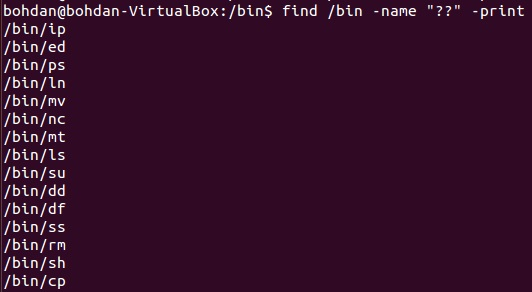 bohdan@bohdan-VirtualBox:/bin$ find /bin -name "??" -print
/bin/ip
/bin/ed
/bin/ps
/bin/ln
/bin/mv
/bin/nc
/bin/mt
/bin/ls
/bin/su
/bin/dd
/bin/df
/bin/ss
/bin/rm
/bin/sh
/bin/cp